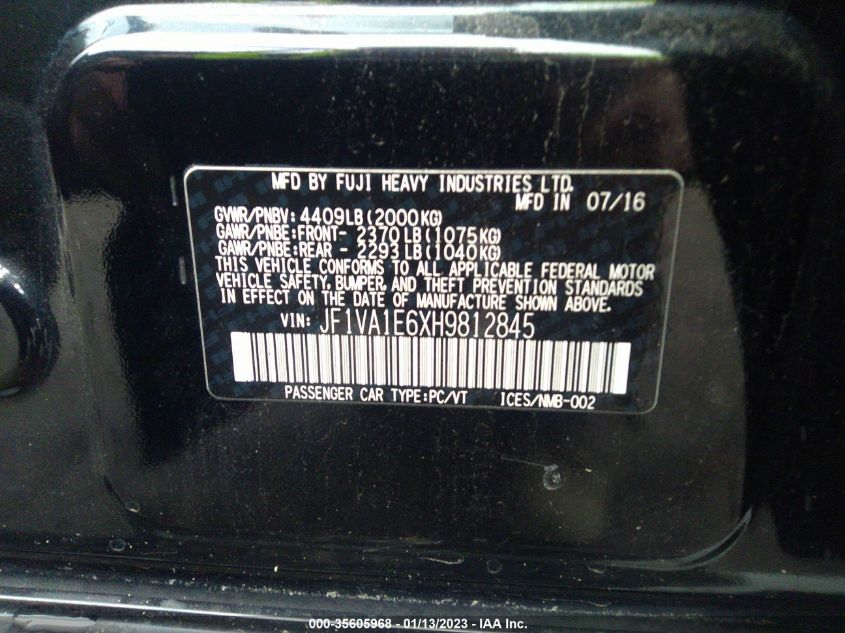 MFD BY FUJI HEAVY INDUSTRIES LTD.
MFD IN 07/16
GVWR/PNBV: 4409LB(2000KG)
GAWR/PNBE:FRONT- 2370LB(1075KG)
GAWR/PNBE:REAR - 2293LB(1040KG)
THIS VEHICLE CONFORMS TO ALL APPLICABLE FEDERAL MOTOR
VEHICLE SAFETY, BUMPER, AND THEFT PREVENTION STANDARDS
IN EFFECT ON THE DATE OF MANUFACTURE SHOWN ABOVE.
VIN: JF1VA1E6XH9812845
PASSENGER CAR TYPE:PC/VT ICES/NMB-002
000-35605968 - 01/13/2023 - IAA Inc.